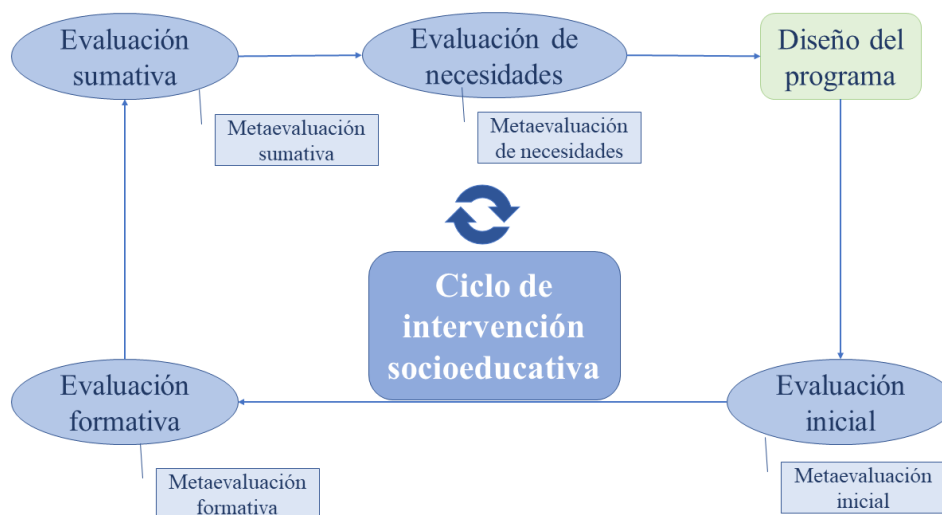 Evaluación
sumativa
Evaluación de
necesidades
Diseño del
programa
Metaevaluación
sumativa
Metaevaluación
de necesidades
Ciclo de
intervención
socioeducativa
Evaluación
formativa
Evaluación
inicial
Metaevaluación
formativa
Metaevaluación
inicial